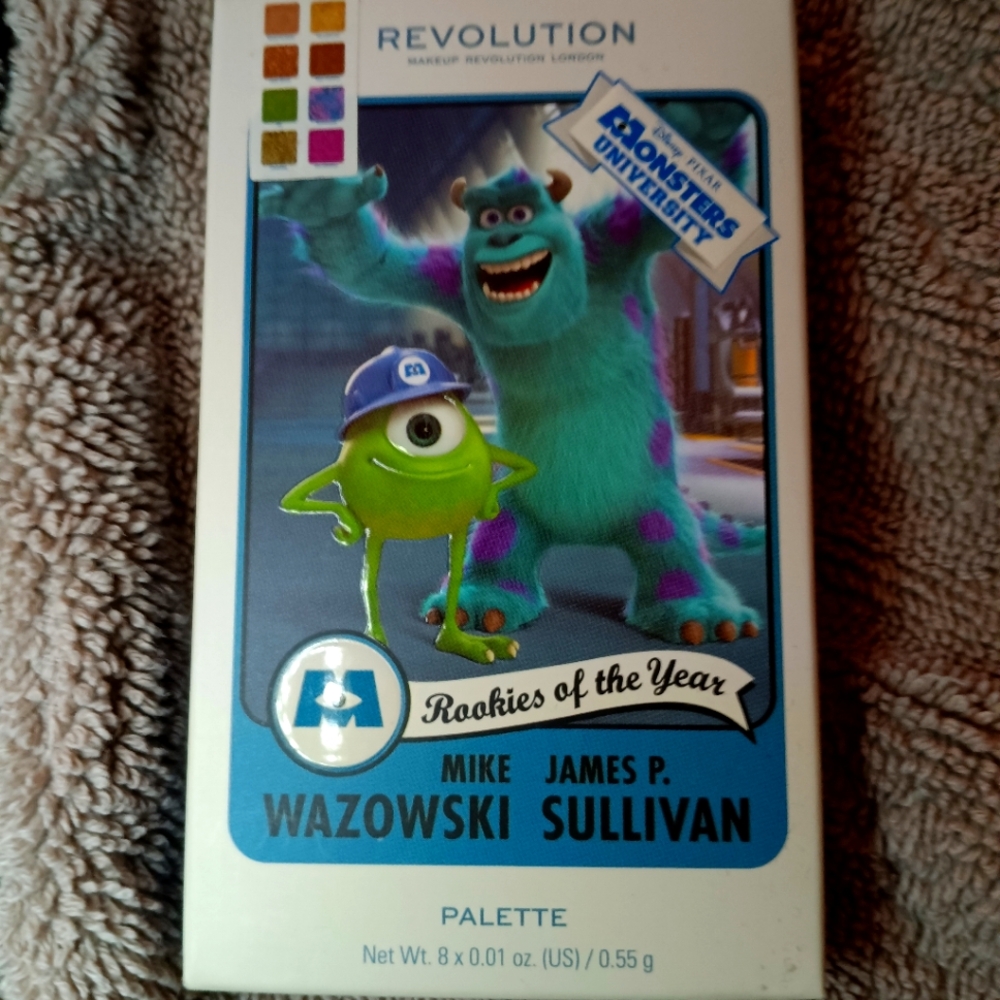 REVOLUTION
MAKEUP REVOLUTION LONDON
Disney PIXAR
MONSTERS
UNIVERSITY
Rookies of the Year
MIKE JAMES P.
WAZOWSKI SULLIVAN
PALETTE
Net Wt. 8 x 0.01 oz. (US) / 0.55 g